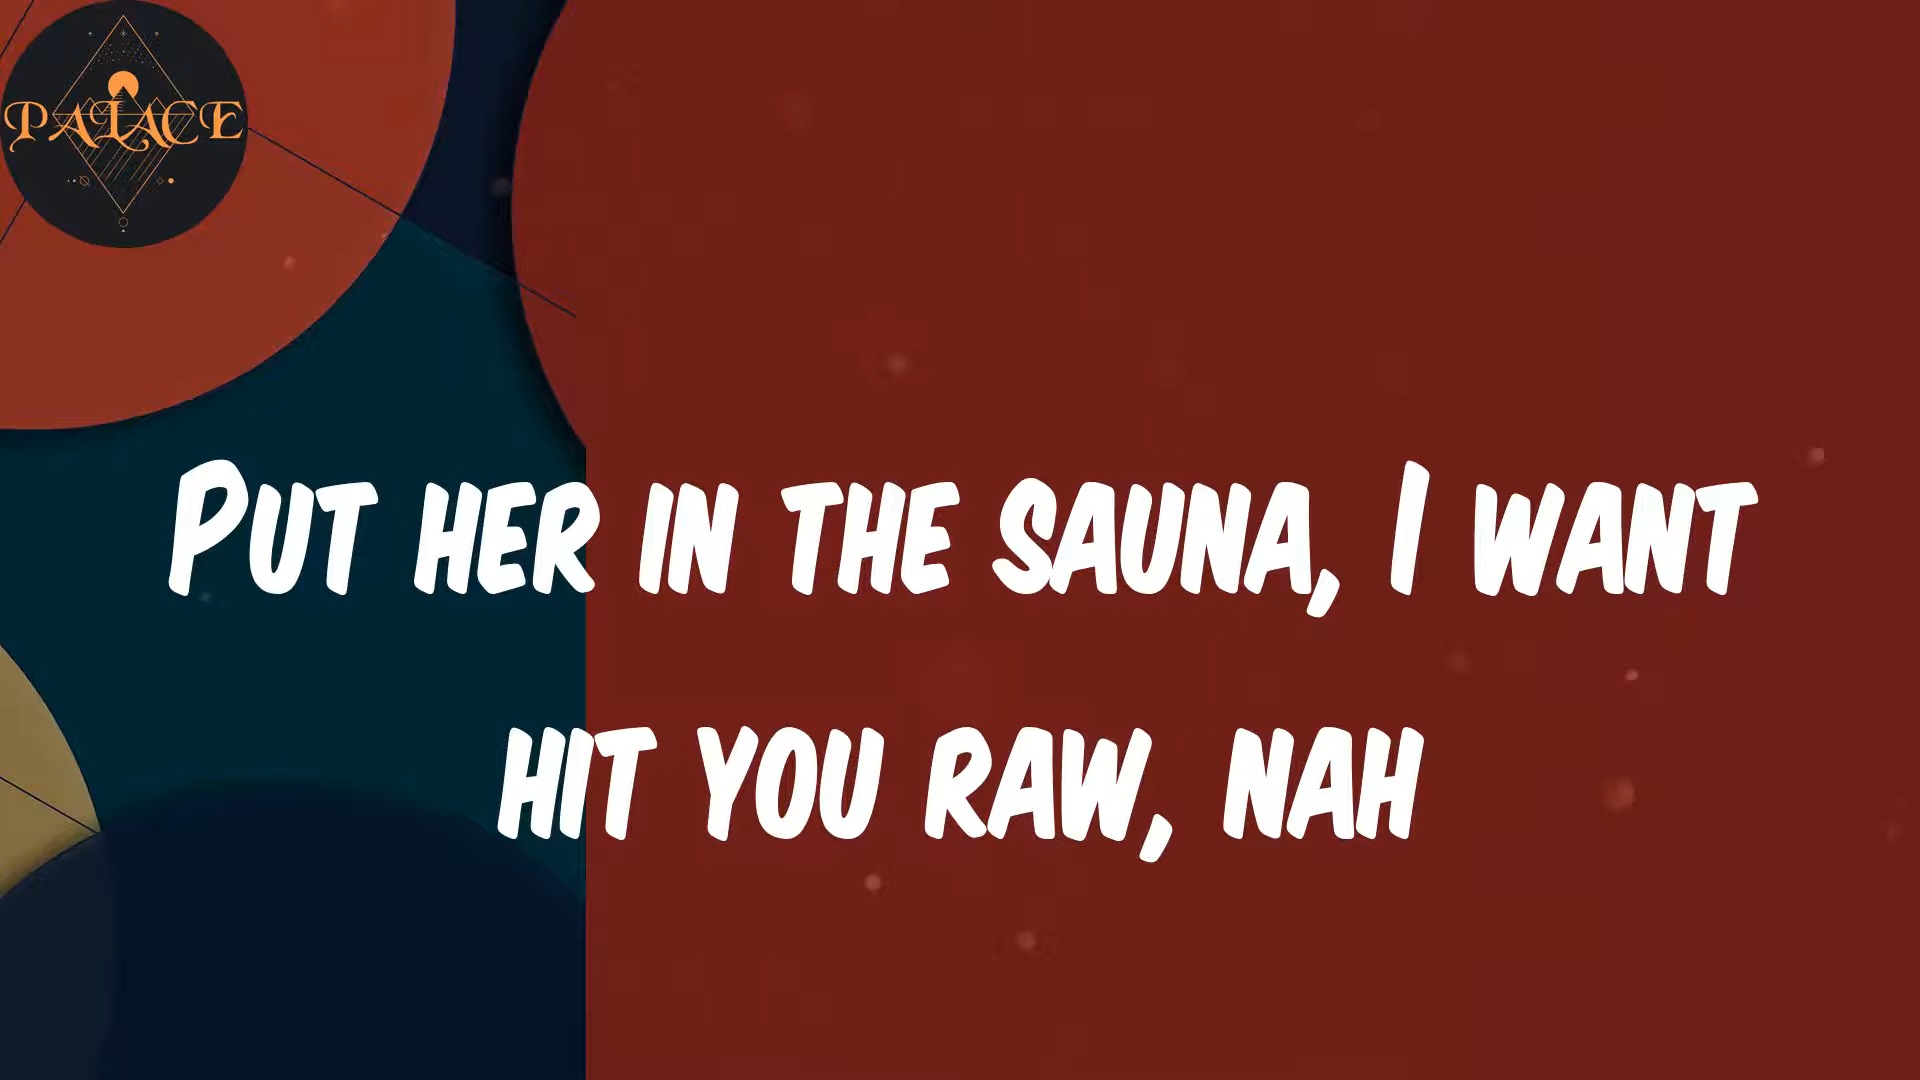 PALACE
PUT HER IN THE SAUNA, I WANT
HIT YOU RAW, NAH